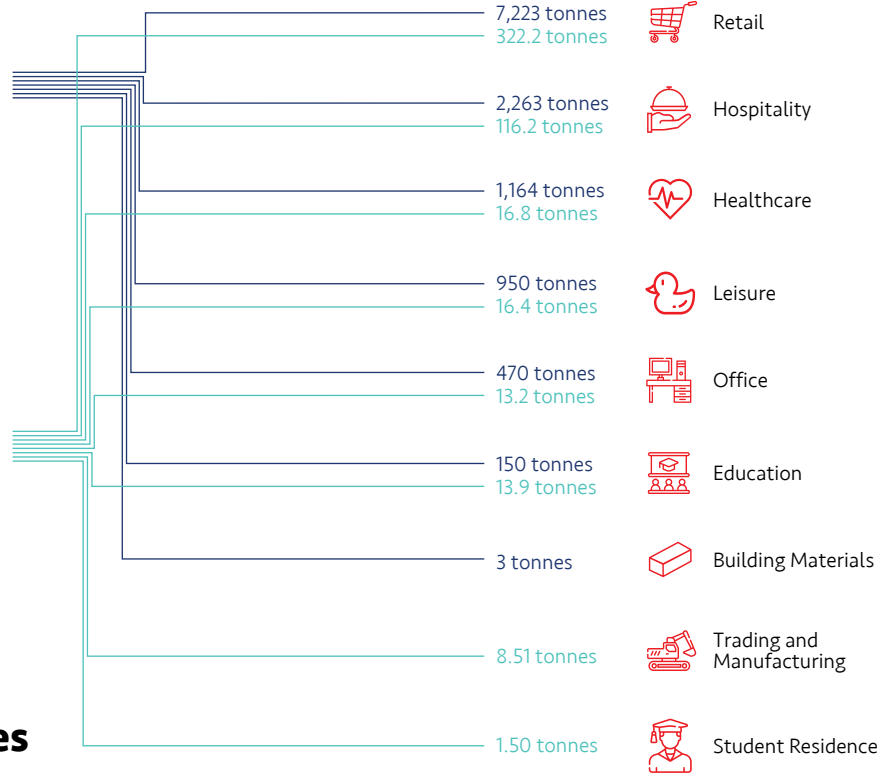 7,223 tonnes
322.2 tonnes
Retail
2,263 tonnes
116.2 tonnes
Hospitality
1,164 tonnes
16.8 tonnes
Healthcare
950 tonnes
16.4 tonnes
Leisure
470 tonnes
13.2 tonnes
Office
150 tonnes
13.9 tonnes
Education
3 tonnes
Building Materials
8.51 tonnes
Trading and
Manufacturing
es
1.50 tonnes
Student Residence